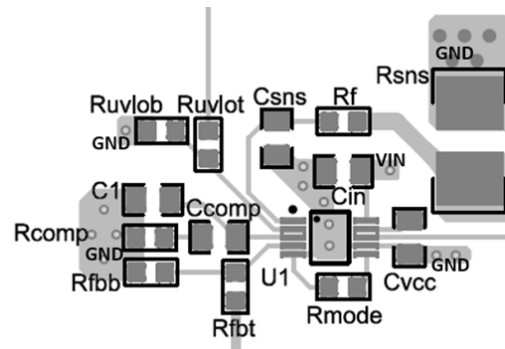 GND
Rsns
Csns
Rf
Ruvlob
Ruvlot
GND
VIN
C1
Cin
Ccomp
Rcomp
GND
U1
GND
Rfbb
Cvcc
Rfbt
Rmode